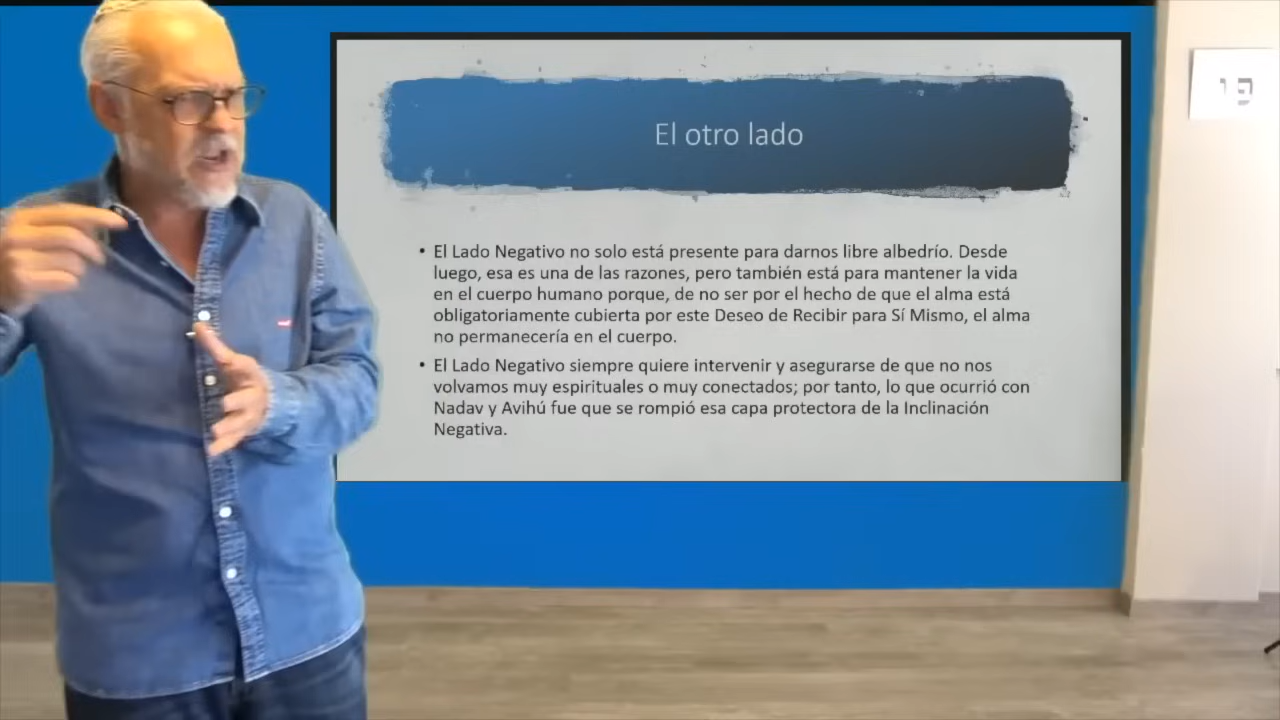 El otro lado
• El Lado Negativo no solo está presente para darnos libre albedrío. Desde
luego, esa es una de las razones, pero también está para mantener la vida
en el cuerpo humano porque, de no ser por el hecho de que el alma está
obligatoriamente cubierta por este Deseo de Recibir para Sí Mismo, el alma
no permanecería en el cuerpo.
• El Lado Negativo siempre quiere intervenir y asegurarse de que no nos
volvamos muy espirituales o muy conectados; por tanto, lo que ocurrió con
Nadav y Avihú fue que se rompió esa capa protectora de la Inclinación
Negativa.